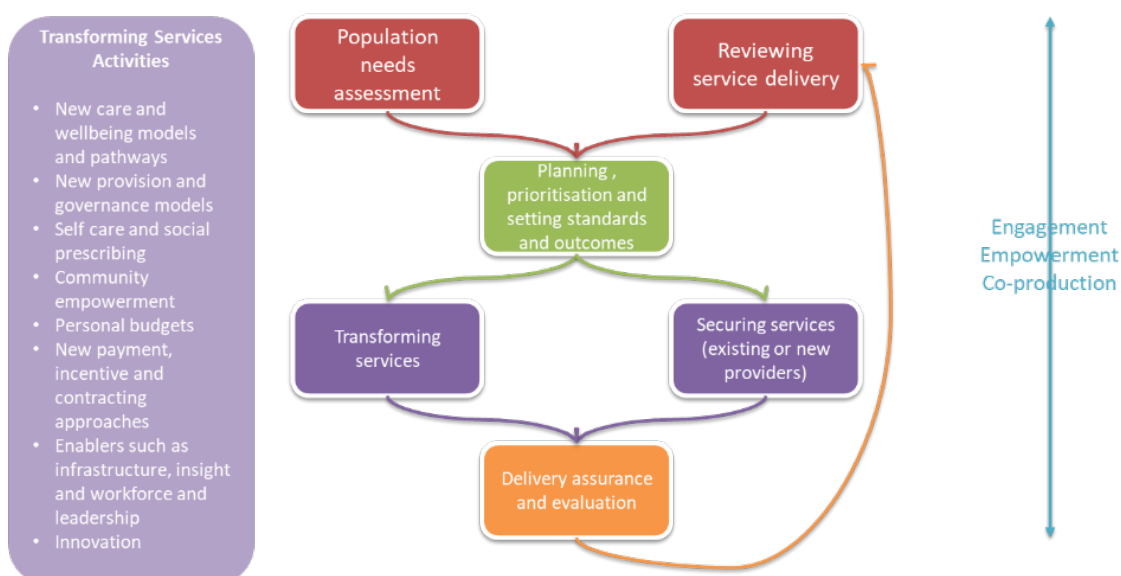 Transforming Services
Activities
• New care and
wellbeing models
and pathways
• New provision and
governance models
• Self care and social
prescribing
• Community
empowerment
• Personal budgets
• New payment,
incentive and
contracting
approaches
• Enablers such as
infrastructure, insight
and workforce and
leadership
• Innovation
Population
needs
assessment
Reviewing
service delivery
Planning ,
prioritisation and
setting standards
and outcomes
Transforming
services
Securing services
(existing or new
providers)
Delivery assurance
and evaluation
Engagement
Empowerment
Co-production